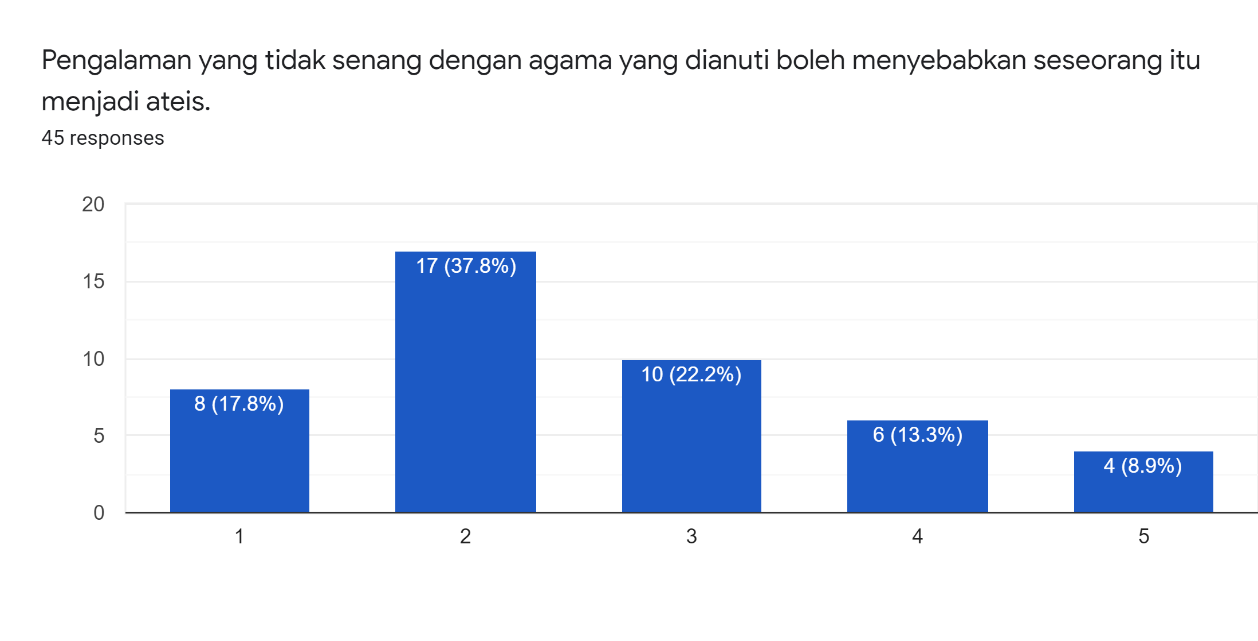 Pengalaman yang tidak senang dengan agama yang dianuti boleh menyebabkan seseorang itu
menjadi ateis.
45 responses
20
15
10
5
0
8 (17.8%)
17 (37.8%)
10 (22.2%)
6 (13.3%)
4 (8.9%)
1 2 3 4 5